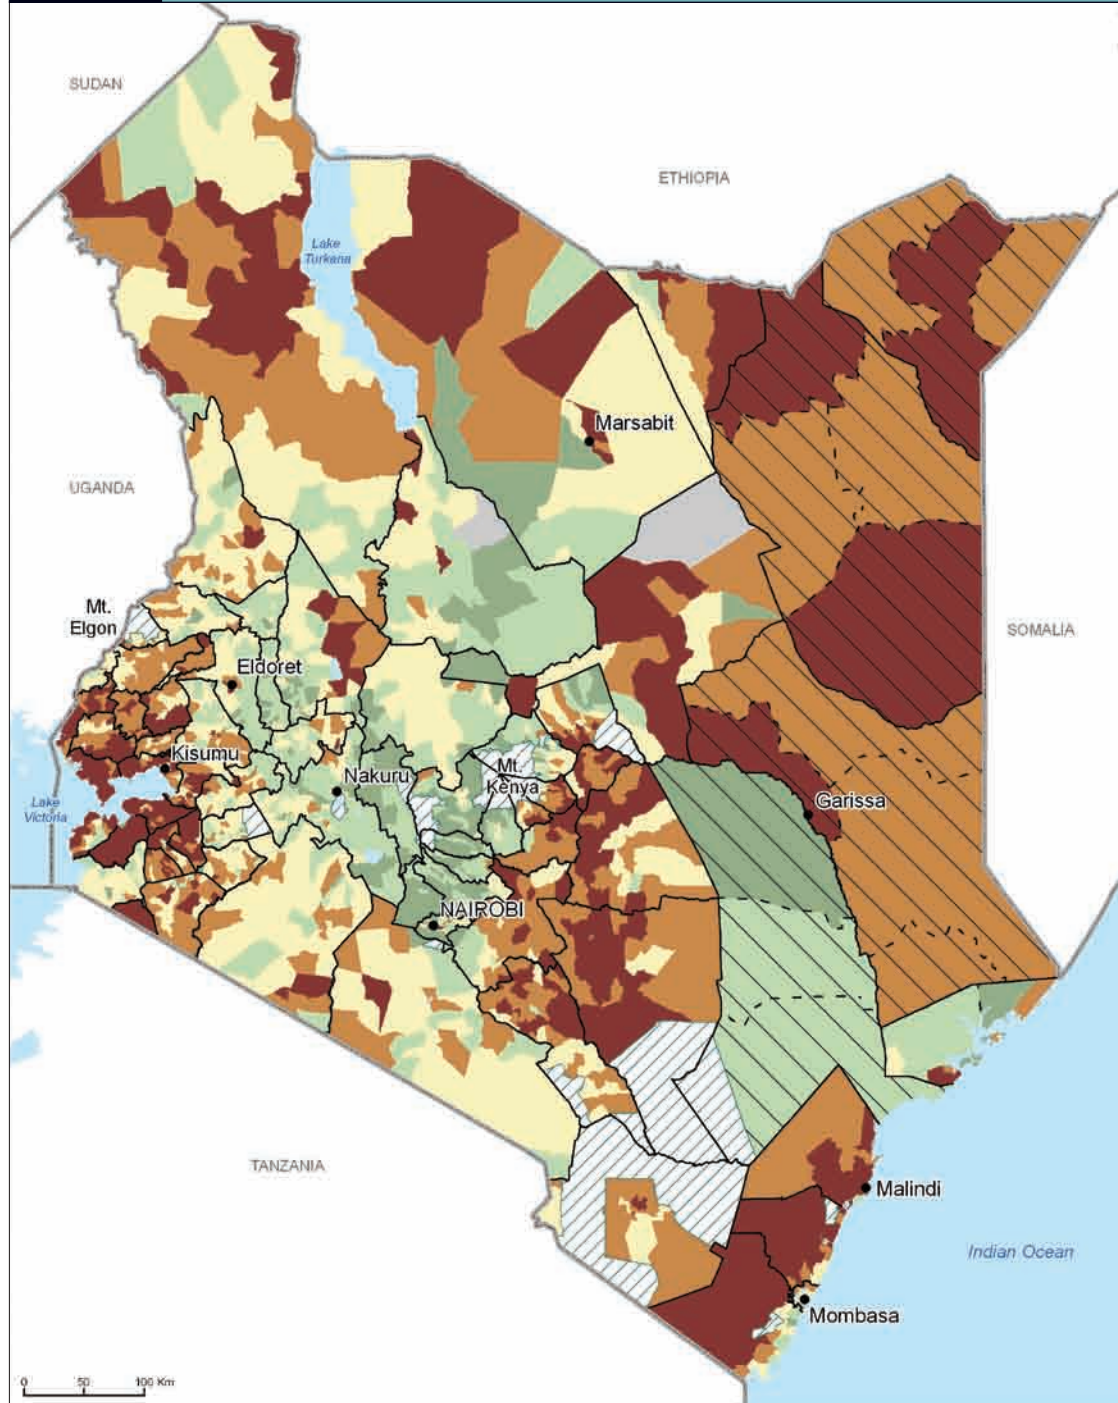 SUDAN
ETHIOPIA
Lake
Turkana
Marsabit
UGANDA
Mt.
Elgon
SOMALIA
Eldoret
Kisumu
Nakuru
Mt.
Kenya
Lake
Victoria
Garissa
NAIROBI
TANZANIA
Malindi
Indian Ocean
Mombasa
0 50 100 Km